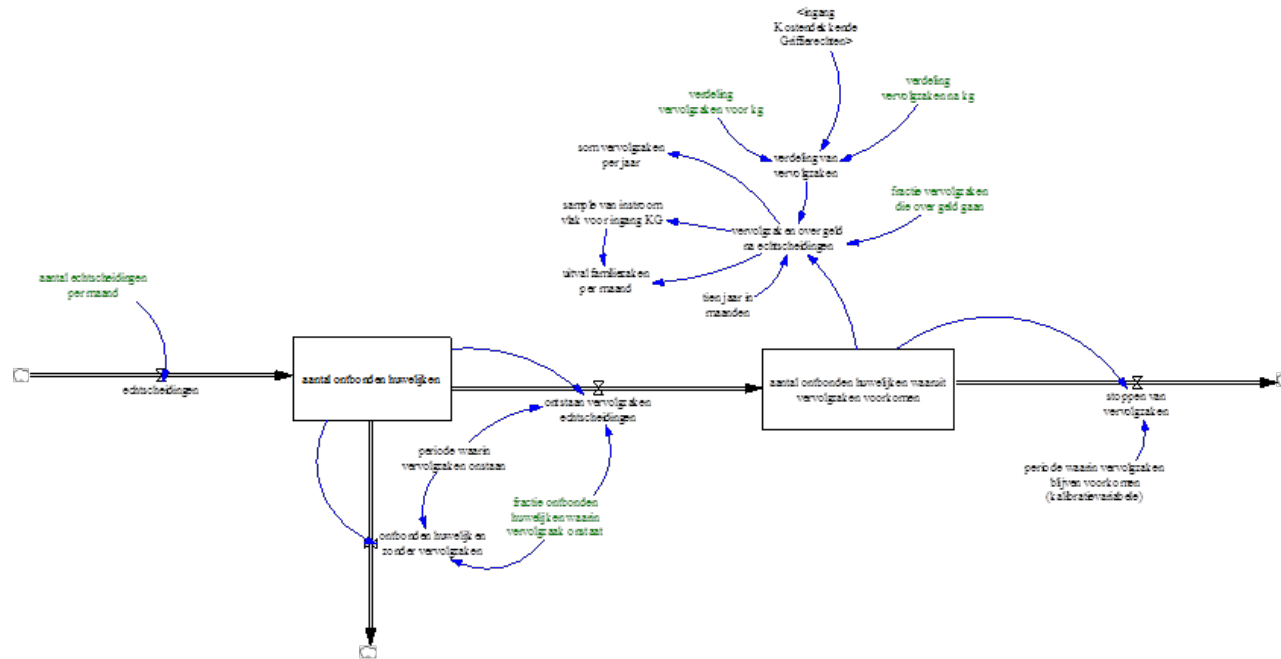 <ingang
Kostendekkende
Griffierechten>
verdeling
vervolgzaken voor kg
verdeling
vervolgzaken na kg
som vervolgzaken
per jaar
verdeling van
vervolgzaken
sample van instroom
vlak voor ingang KG
fractie vervolgzaken
die over geld gaan
vervolgzaken over geld
na echtscheidingen
uitval familiezaken
per maand
tien jaar in
maanden
aantal echtscheidingen
per maand
echtscheidingen
aantal ontbonden huwelijken
ontstaan vervolgzaken
echtscheidingen
aantal ontbonden huwelijken waaruit
vervolgzaken voorkomen
stoppen van
vervolgzaken
periode waarin
vervolgzaken onstaan
periode waarin vervolgzaken
blijven voorkomen
(kalibratievariabele)
fractie ontbonden
huwelijken waarin
vervolgzaak onstaat
ontbonden huwelijken
zonder vervolgzaken